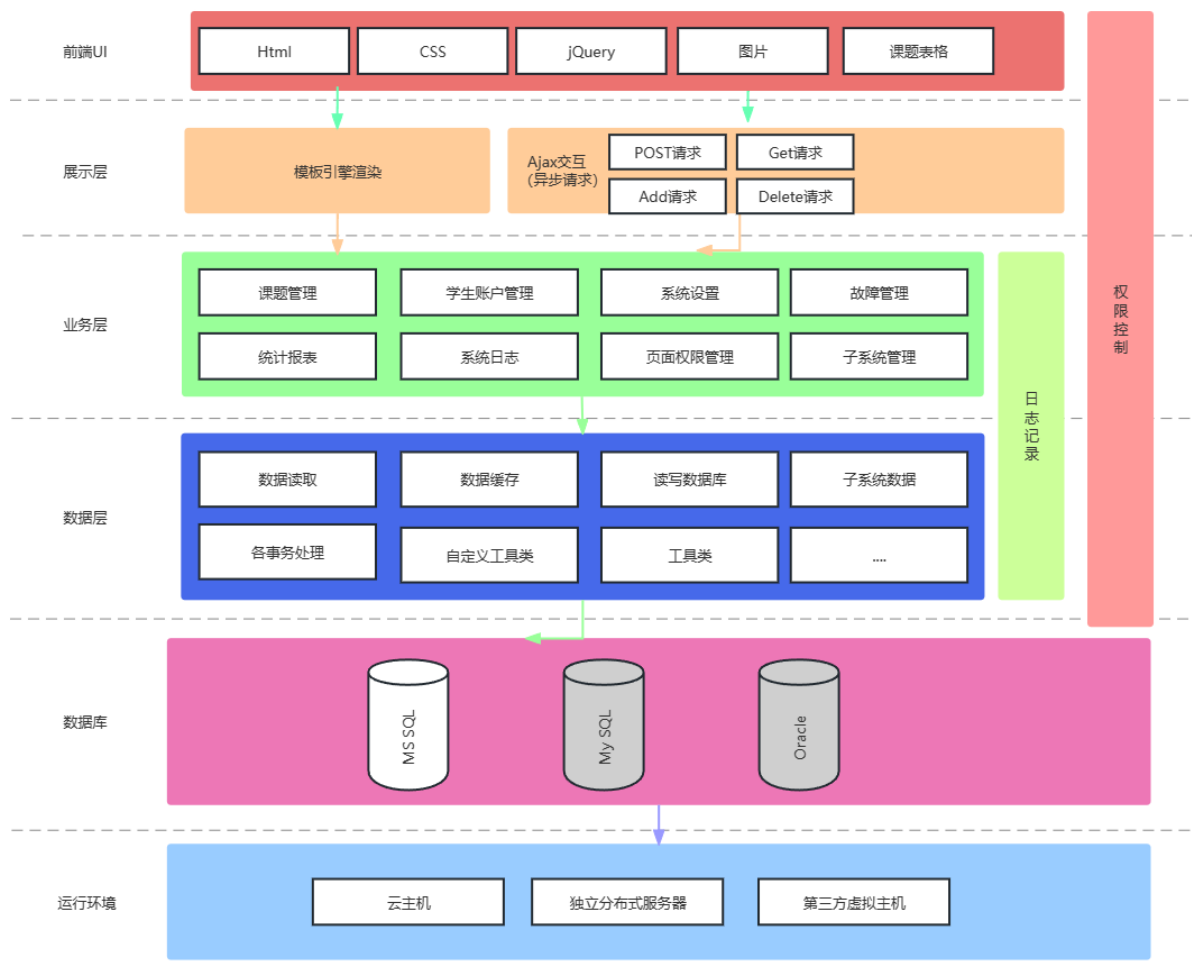 前端UI
Html
CSS
jQuery
图片
课题表格
展示层
模板引擎渲染
Ajax交互
(异步请求)
POST请求
Get请求
Add请求
Delete请求
业务层
课题管理
学生账户管理
系统设置
故障管理
统计报表
系统日志
页面权限管理
子系统管理
数据层
数据读取
数据缓存
读写数据库
子系统数据
各事务处理
自定义工具类
工具类
....
日志记录
权限控制
数据库
MS SQL
My SQL
Oracle
运行环境
云主机
独立分布式服务器
第三方虚拟主机